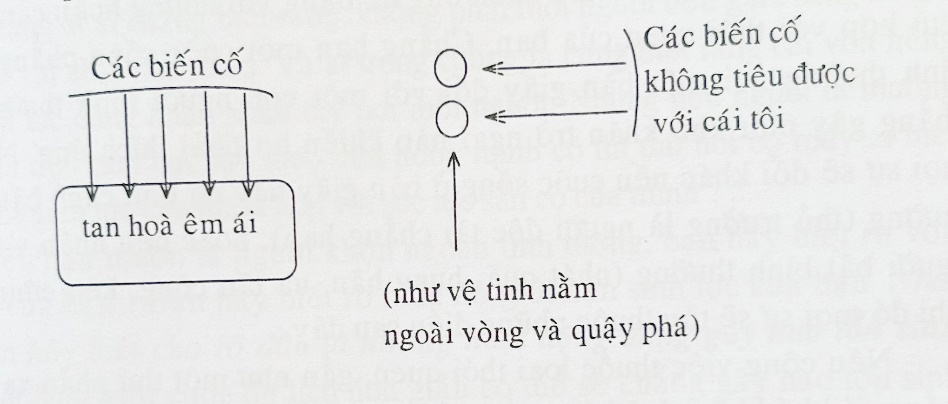 Các biến cố
tan hoà êm ái
Các biến cố
không tiêu được
với cái tôi
(như vệ tinh nằm
ngoài vòng và quậy phá)